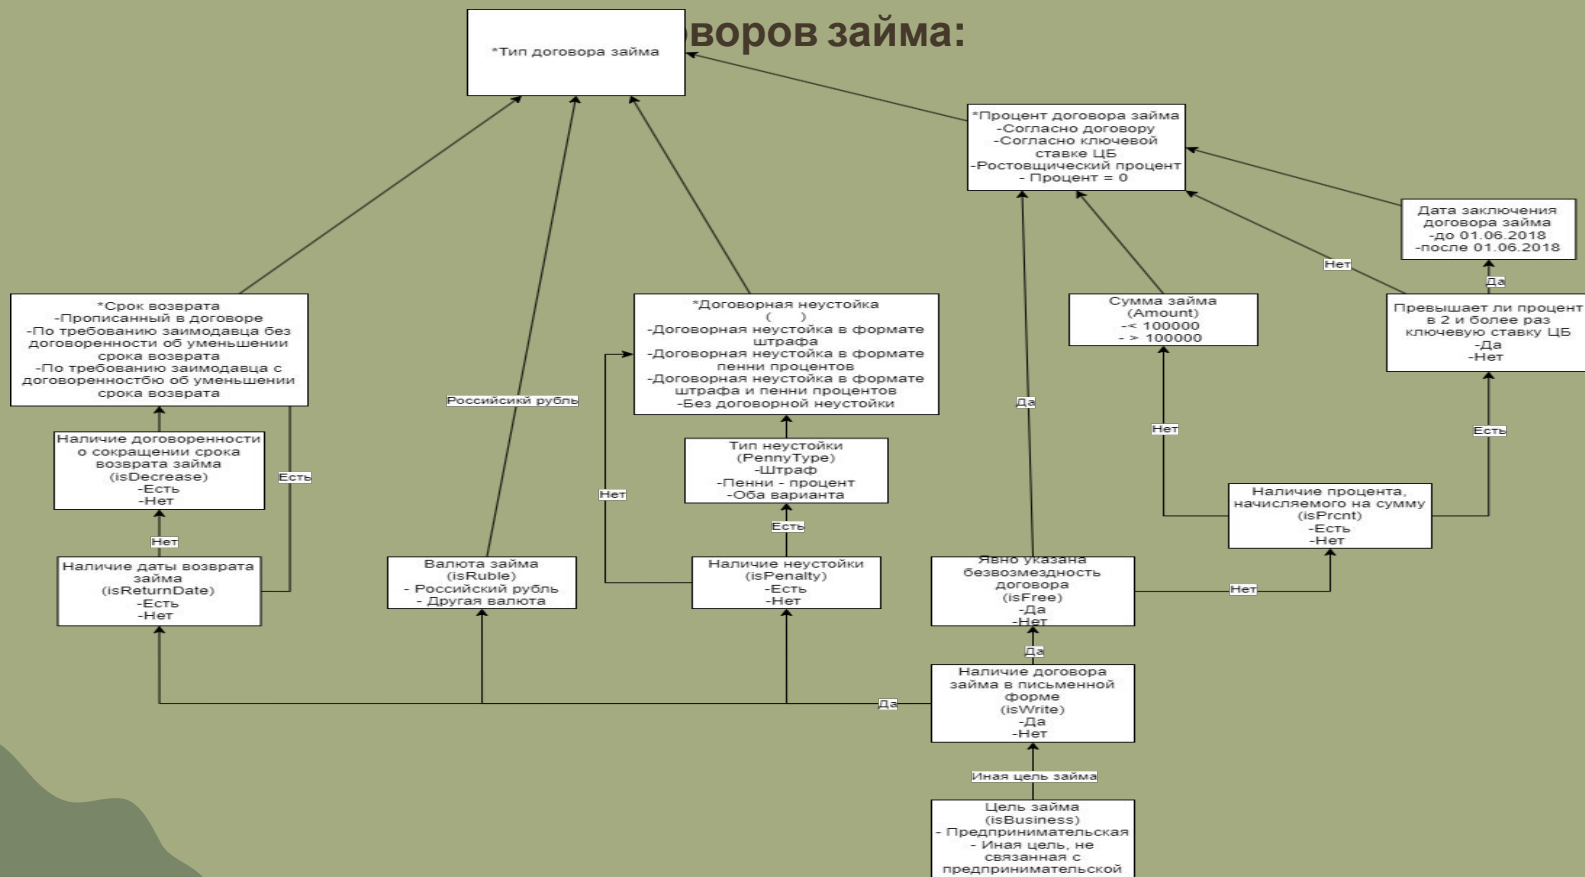 воров займа:
*Тип договора займа
*Процент договора займа
-Согласно договору
-Согласно ключевой
ставке ЦБ
-Ростовщический процент
- Процент = 0
Дата заключения
договора займа
-до 01.06.2018
-после 01.06.2018
Нет
Да
*Срок возврата
-Прописанный в договоре
-По требованию заимодавца без
договоренности об уменьшении
срока возврата
-По требованию заимодавца с
договоренностбю об уменьшении
срока возврата
*Договорная неустойка
( )
-Договорная неустойка в формате
штрафа
-Договорная неустойка в формате
пенни процентов
-Договорная неустойка в формате
штрафа и пенни процентов
-Без договорной неустойки
Сумма займа
(Amount)
-< 100000
- > 100000
Превышает ли процент
в 2 и более раз
ключевую ставку ЦБ
-Да
-Нет
Российсикй рубль
Да
Нет
Есть
Наличие договоренности
о сокращении срока
возврата займа
(isDecrease)
-Есть
-Нет
Есть
Тип неустойки
(PennyType)
-Штраф
-Пенни - процент
-Оба варианта
Нет
Наличие процента,
начисляемого на сумму
(isPrcnt)
-Есть
-Нет
Нет
Есть
Наличие даты возврата
займа
(isReturnDate)
-Есть
-Нет
Валюта займа
(isRuble)
- Российский рубль
- Другая валюта
Наличие неустойки
(isPenalty)
-Есть
-Нет
Явно указана
безвозмездность
договора
(isFree)
-Да
-Нет
Нет
Да
Наличие договора
займа в письменной
форме
(isWrite)
-Да
-Нет
Да
Иная цель займа
Цель займа
(isBusiness)
- Предпринимательская
- Иная цель, не
связанная с
предпринимательской